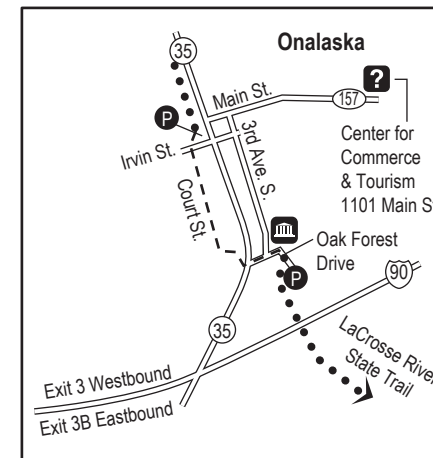 35
Onalaska
?
Main St.
157
P
Irvin St.
3rd Ave. S.
Center for
Commerce
& Tourism
1101 Main St
Court St.
Oak Forest
Drive
P
90
35
LaCrosse River
State Trail
Exit 3 Westbound
Exit 3B Eastbound